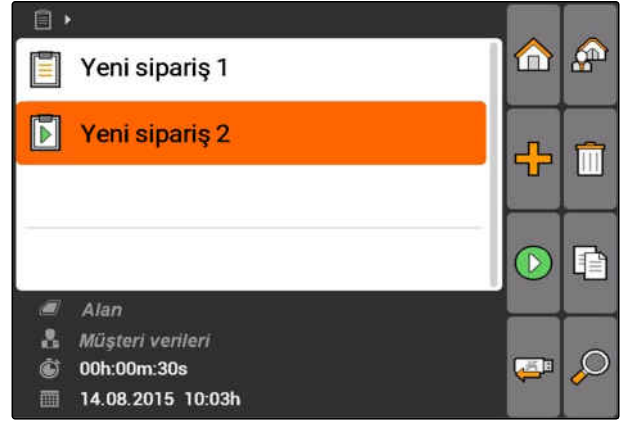 Yeni sipariş 1
Yeni sipariş 2
Alan
Müşteri verileri
00h:00m:30s
14.08.2015 10:03h